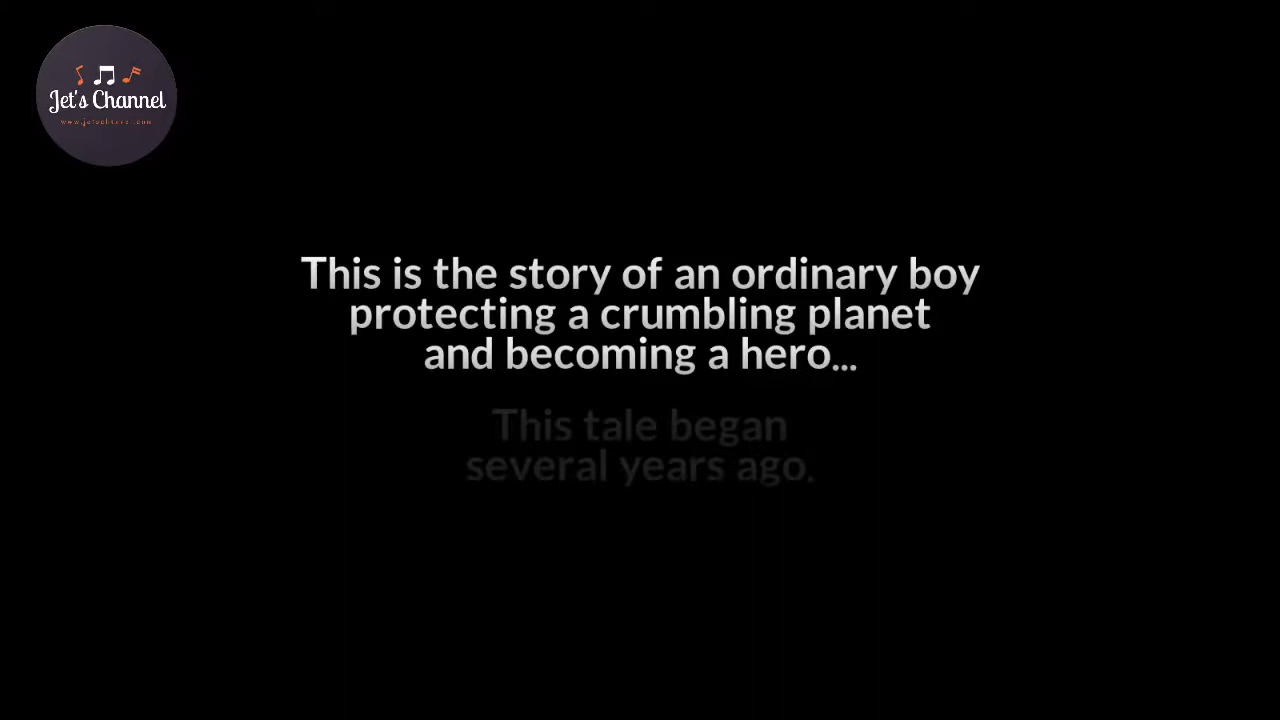 Jet's Channel
This is the story of an ordinary boy
protecting a crumbling planet
and becoming a hero...
This tale began
several years ago.